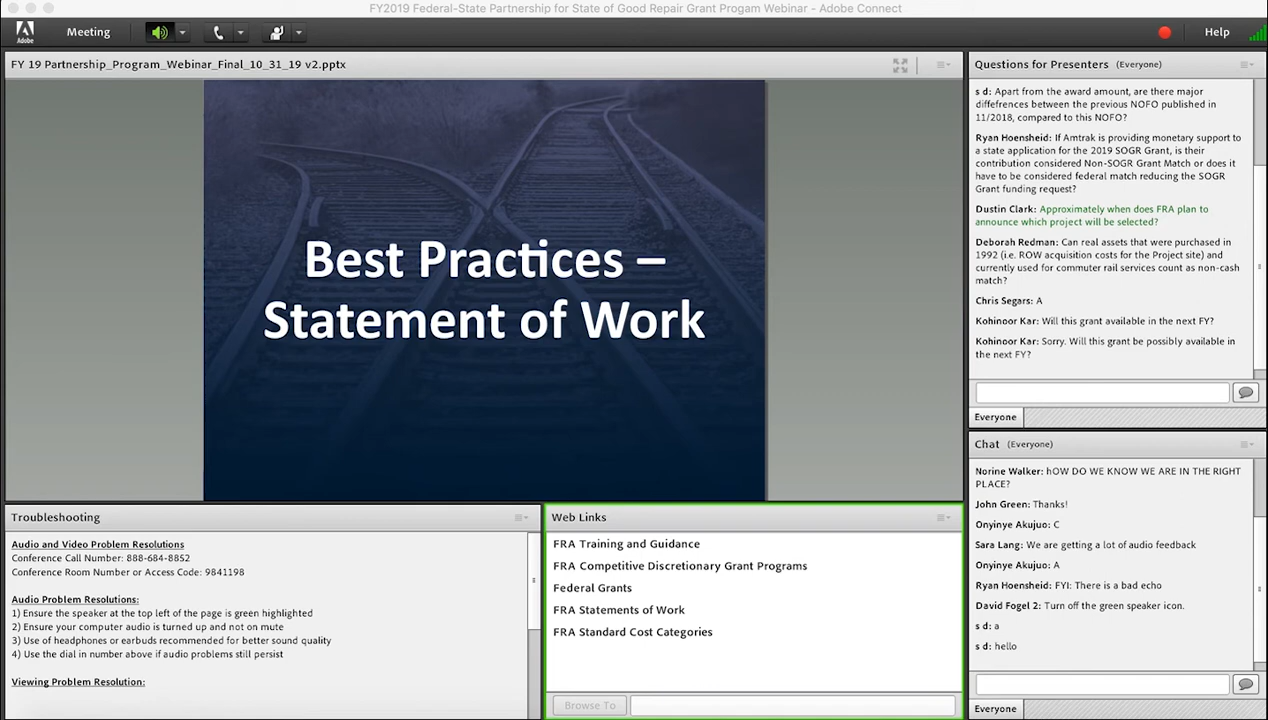 FY2019 Federal-State Partnership for State of Good Repair Grant Progam Webinar - Adobe Connect
Adobe
Meeting
Help
FY 19 Partnership_Program_Webinar_Final_10_31_19 v2.pptx
Best Practices –
Statement of Work
Questions for Presenters (Everyone)
s d: Apart from the award amount, are there major
diffefrences between the previous NOFO published in
11/2018, compared to this NOFO?
Ryan Hoensheid: If Amtrak is providing monetary support to
a state application for the 2019 SOGR Grant, is their
contribution considered Non-SOGR Grant Match or does it
have to be considered federal match reducing the SOGR
Grant funding request?
Dustin Clark: Approximately when does FRA plan to
announce which project will be selected?
Deborah Redman: Can real assets that were purchased in
1992 (i.e. ROW acquisition costs for the Project site) and
currently used for commuter rail services count as non-cash
match?
Chris Segars: A
Kohinoor Kar: Will this grant available in the next FY?
Kohinoor Kar: Sorry. Will this grant be possibly available in
the next FY?
Everyone
Chat (Everyone)
Norine Walker: hOW DO WE KNOW WE ARE IN THE RIGHT
PLACE?
John Green: Thanks!
Onyinye Akujuo: C
Sara Lang: We are getting a lot of audio feedback
Onyinye Akujuo: A
Ryan Hoensheid: FYI: There is a bad echo
David Fogel 2: Turn off the green speaker icon.
s d: a
s d: hello
Everyone
Troubleshooting
Audio and Video Problem Resolutions
Conference Call Number: 888-684-8852
Conference Room Number or Access Code: 9841198
Audio Problem Resolutions:
1) Ensure the speaker at the top left of the page is green highlighted
2) Ensure your computer audio is turned up and not on mute
3) Use of headphones or earbuds recommended for better sound quality
4) Use the dial in number above if audio problems still persist
Viewing Problem Resolution:
Web Links
FRA Training and Guidance
FRA Competitive Discretionary Grant Programs
Federal Grants
FRA Statements of Work
FRA Standard Cost Categories
Browse To